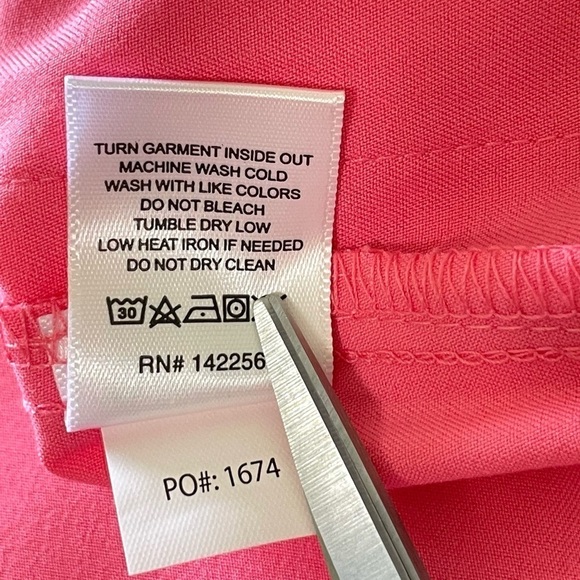 TURN GARMENT INSIDE OUT
MACHINE WASH COLD
WASH WITH LIKE COLORS
DO NOT BLEACH
TUMBLE DRY LOW
LOW HEAT IRON IF NEEDED
DO NOT DRY CLEAN
30
RN# 142256
PO#: 1674